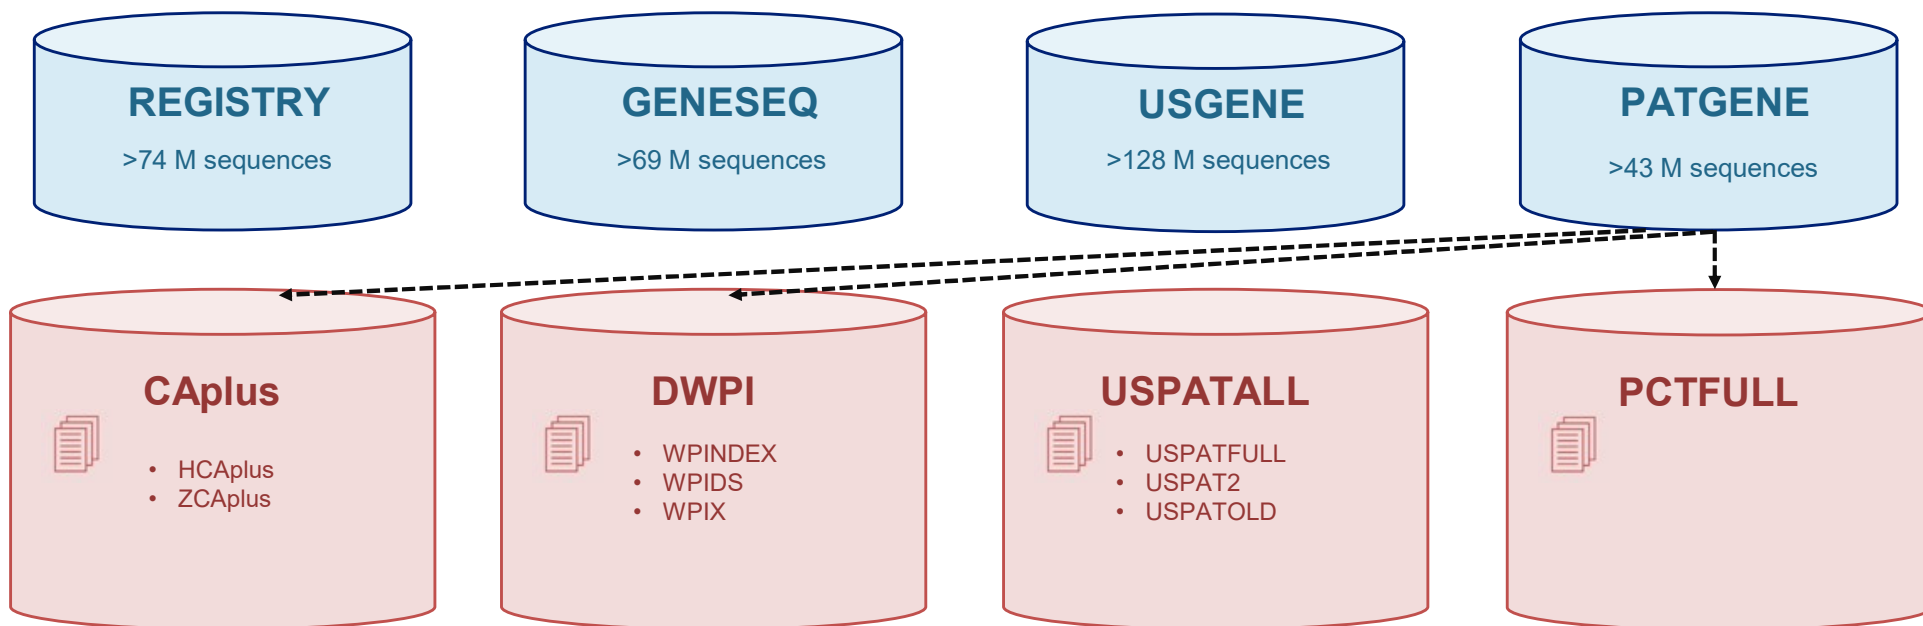 REGISTRY
>74 M sequences
GENESEQ
>69 M sequences
USGENE
>128 M sequences
PATGENE
>43 M sequences
CAplus
• HCAplus
• ZCAplus
DWPI
• WPINDEX
• WPIDS
• WPIX
USPATALL
• USPATFULL
• USPAT2
• USPATOLD
PCTFULL